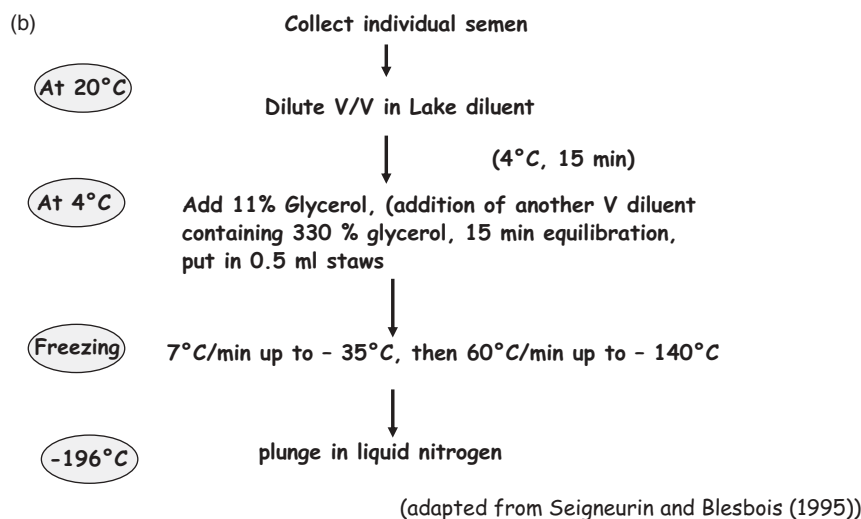 (b)
Collect individual semen
At 20°C
Dilute V/V in Lake diluent
(4°C, 15 min)
At 4°C
Add 11% Glycerol, (addition of another V diluent
containing 330 % glycerol, 15 min equilibration,
put in 0.5 ml staws
Freezing
7°C/min up to – 35°C, then 60°C/min up to – 140°C
-196°C
plunge in liquid nitrogen
(adapted from Seigneurin and Blesbois (1995))